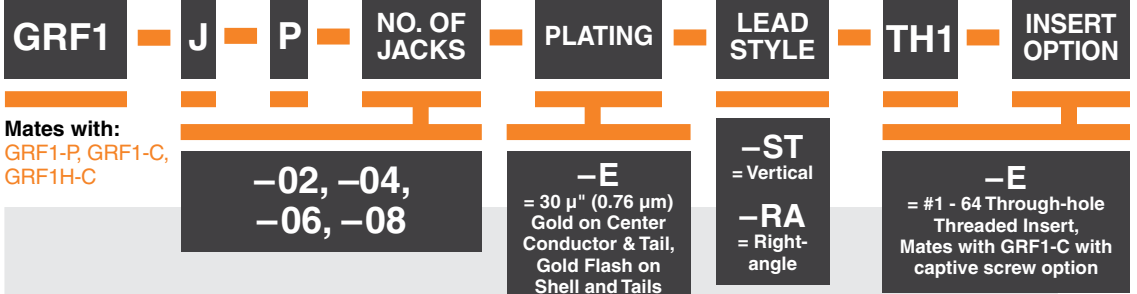 GRF1
J
P
NO. OF
JACKS
PLATING
LEAD
STYLE
TH1
INSERT
OPTION
Mates with:
GRF1-P, GRF1-C,
GRF1H-C
–02, –04,
–06, –08
–E
= 30 µ" (0.76 µm)
Gold on Center
Conductor & Tail,
Gold Flash on
Shell and Tails
–ST
= Vertical
–RA
= Right-
angle
–E
= #1 - 64 Through-hole
Threaded Insert,
Mates with GRF1-C with
captive screw option